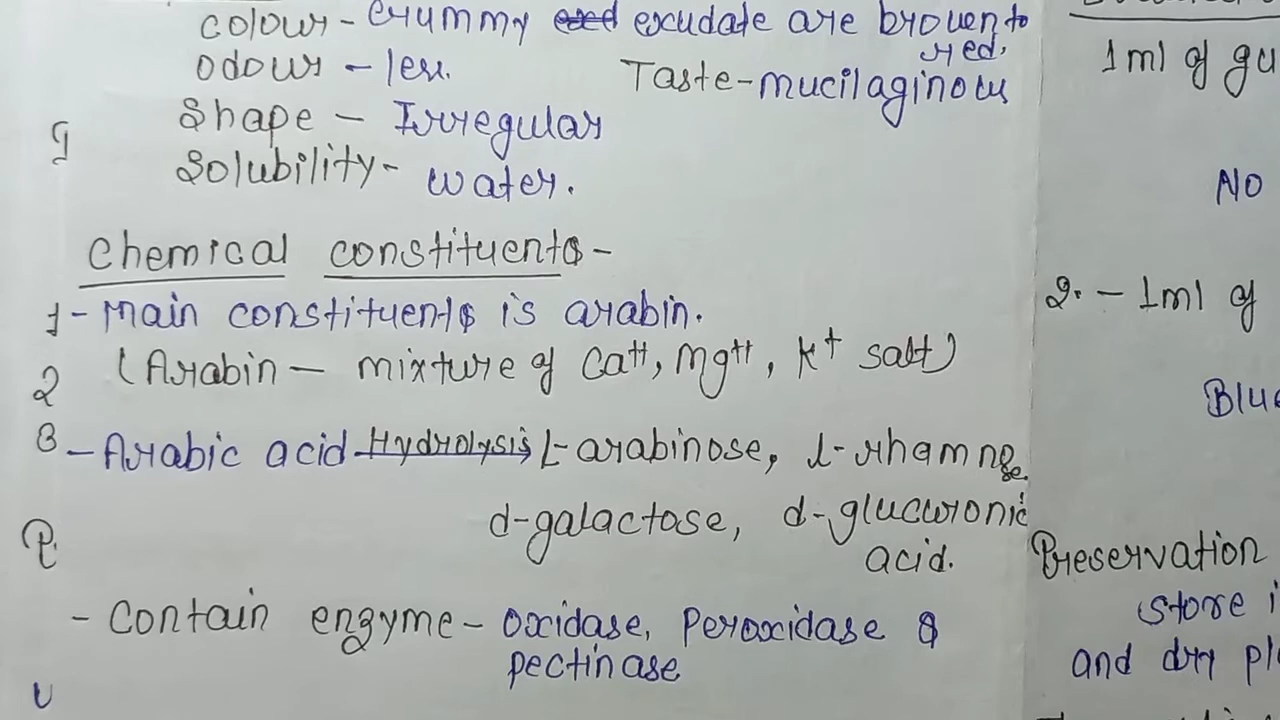 colour - Gummy exudate are brown to red.
Odour - less. Taste - mucilaginous
Shape - Irregular
Solubility - water.
Chemical constituents -
1 - Main constituents is arabin.
2 (Arabin - mixture of Ca++, Mg++, K+ salt)
3 - Arabic acid Hydrolysis → L-arabinose, l-rhamnose
d-galactose, d-glucuronic acid.
- Contain enzyme - oxidase, peroxidase &
pectinase
1ml of gu
NO
2. - 1ml of
Blue
Preservation
store i
and dry pl